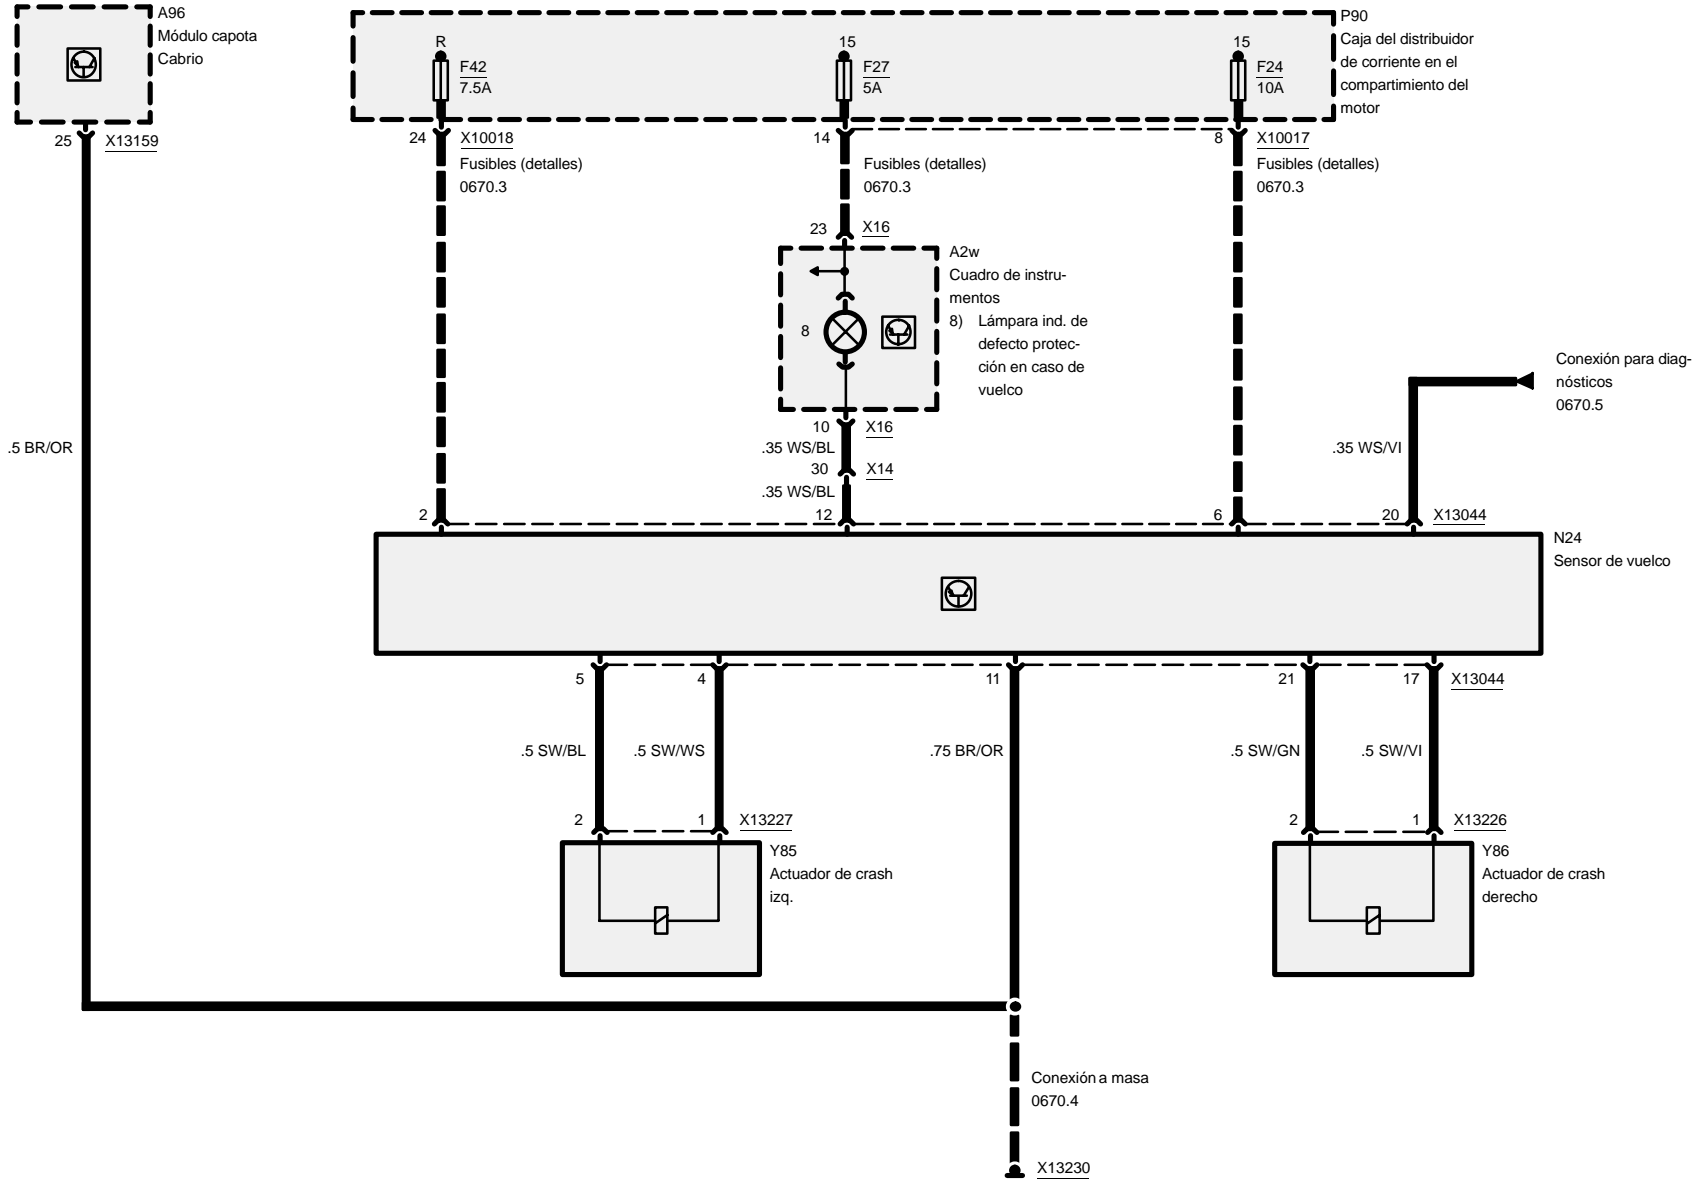 A96
Módulo capota
Cabrio
25
X13159
P90
Caja del distribuidor
de corriente en el
compartimiento del
motor
R
F42
7.5A
15
F27
5A
15
F24
10A
24
X10018
Fusibles (detalles)
0670.3
14
Fusibles (detalles)
0670.3
8
X10017
Fusibles (detalles)
0670.3
23
X16
A2w
Cuadro de instru-
mentos
8) Lámpara ind. de
defecto protec-
ción en caso de
vuelco
8
Conexión para diag-
nósticos
0670.5
10
X16
.5 BR/OR
.35 WS/BL
.35 WS/VI
30
X14
.35 WS/BL
2
12
6
20
X13044
N24
Sensor de vuelco
5
4
11
21
17
X13044
.5 SW/BL
.5 SW/WS
.75 BR/OR
.5 SW/GN
.5 SW/VI
2
1
X13227
2
1
X13226
Y85
Actuador de crash
izq.
Y86
Actuador de crash
derecho
Conexión a masa
0670.4
X13230